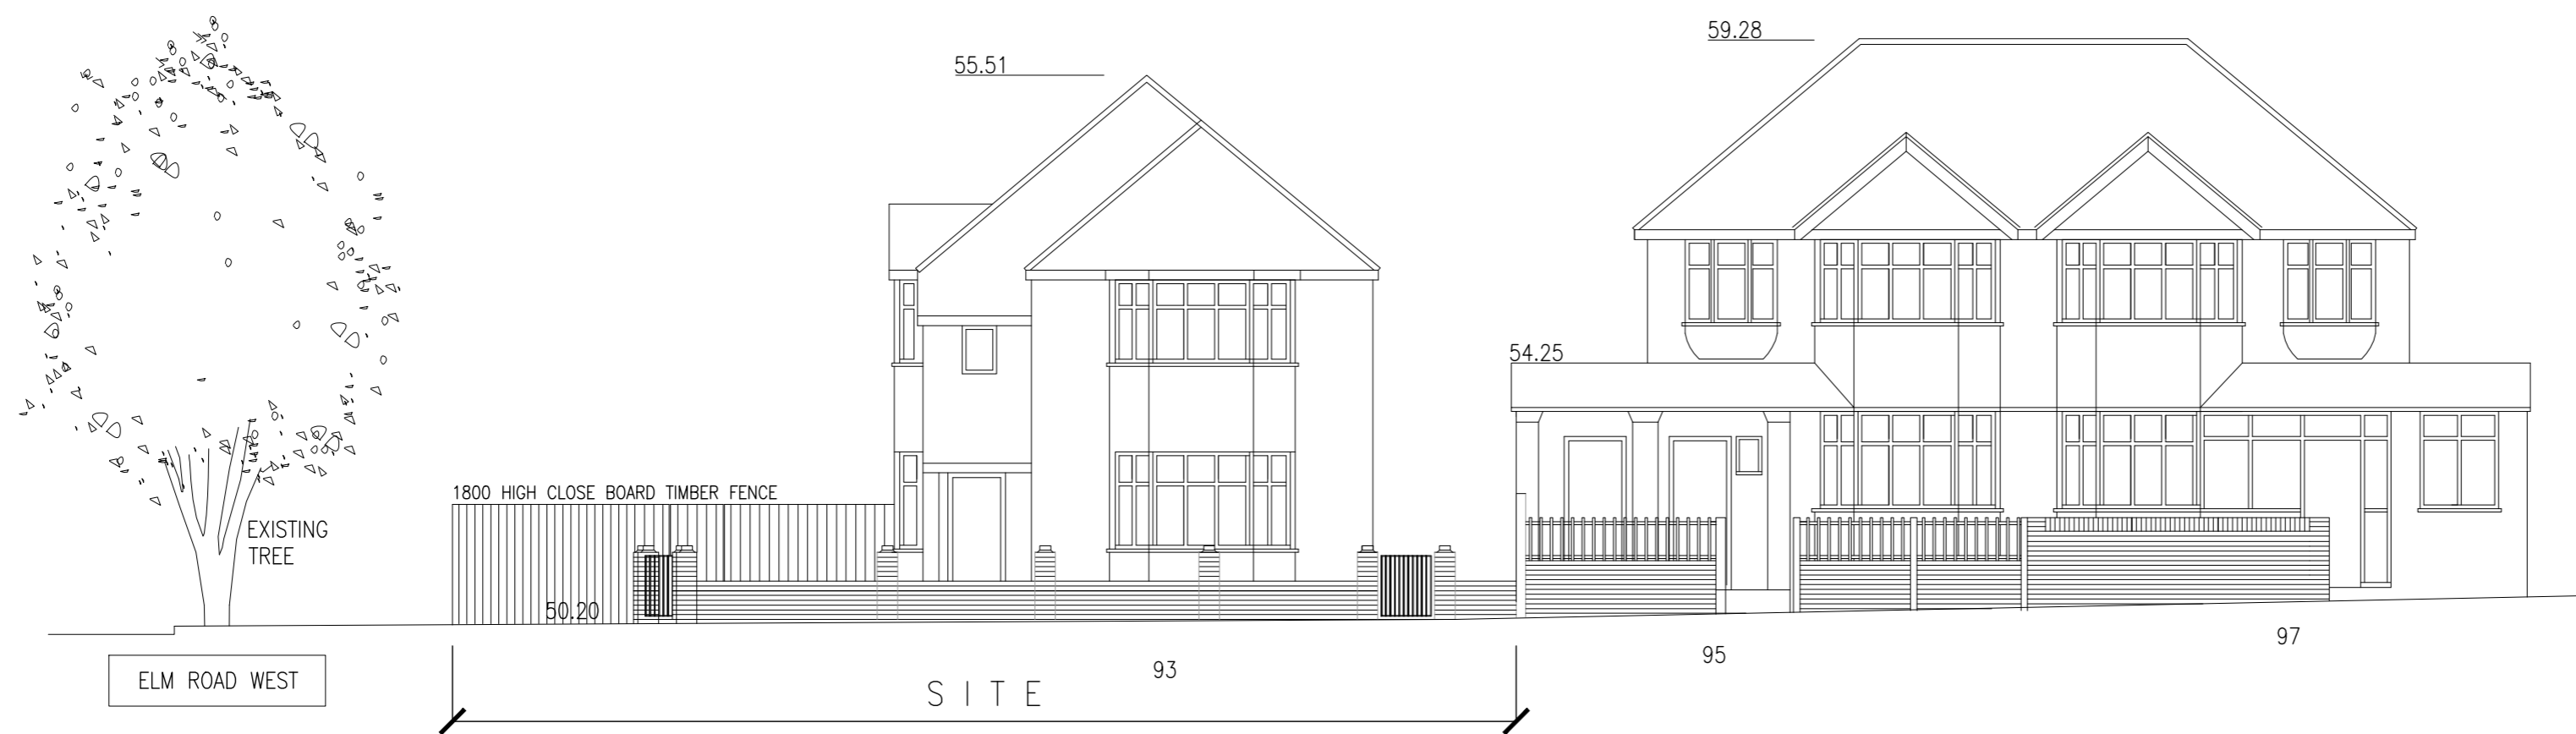 59.28
55.51
54.25
1800 HIGH CLOSE BOARD TIMBER FENCE
EXISTING
TREE
50.20
97
95
93
ELM ROAD WEST
SITE